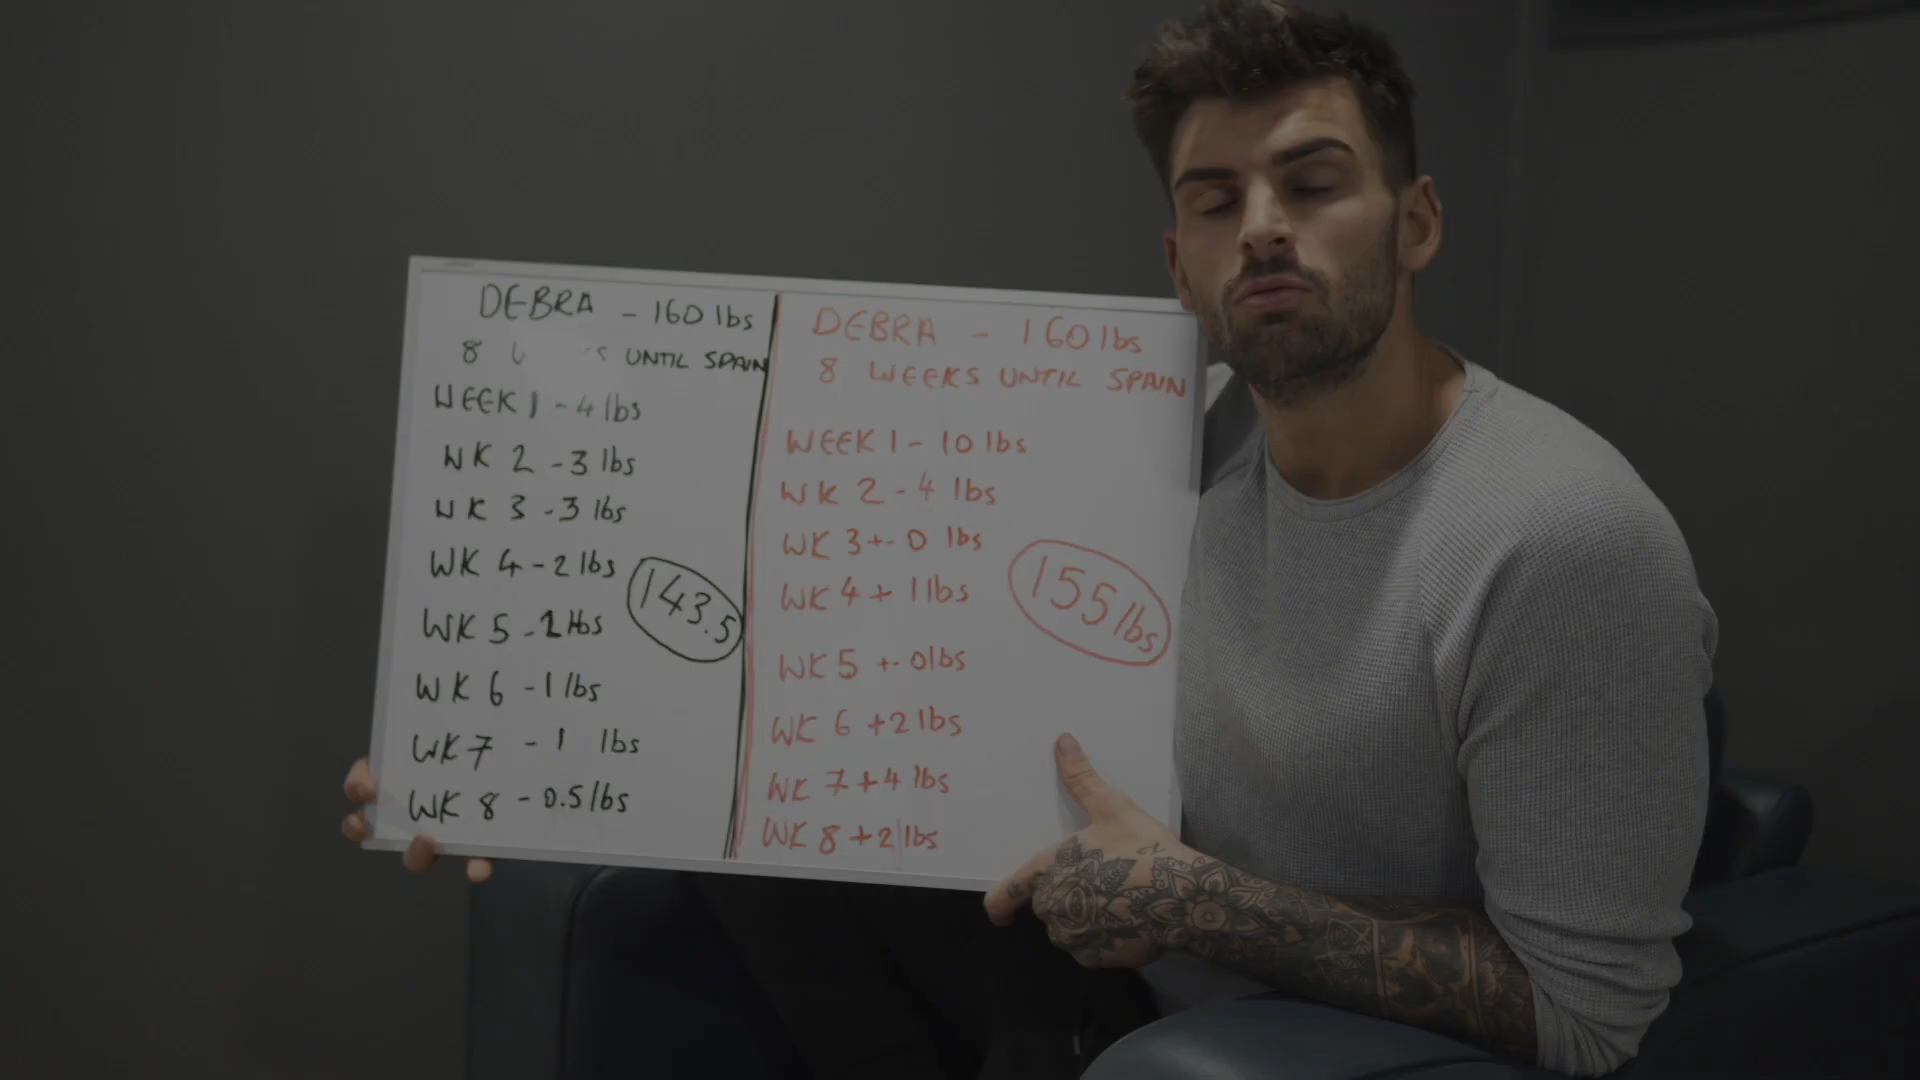 DEBRA - 160 lbs
8 UNTIL SPAIN
WEEK 1 - 4 lbs
WK 2 - 3 lbs
WK 3 - 3 lbs
WK 4 - 2 lbs
WK 5 - lbs
WK 6 - 1 lbs
WK 7 - 1 lbs
WK 8 - 0.5 lbs
143.5
DEBRA - 160 lbs
8 WEEKS UNTIL SPAIN
WEEK 1 - 10 lbs
WK 2 - 4 lbs
WK 3 +- 0 lbs
WK 4 + 1 lbs
WK 5 +- 0 lbs
WK 6 + 2 lbs
WK 7 + 4 lbs
WK 8 + 2 lbs
155 lbs